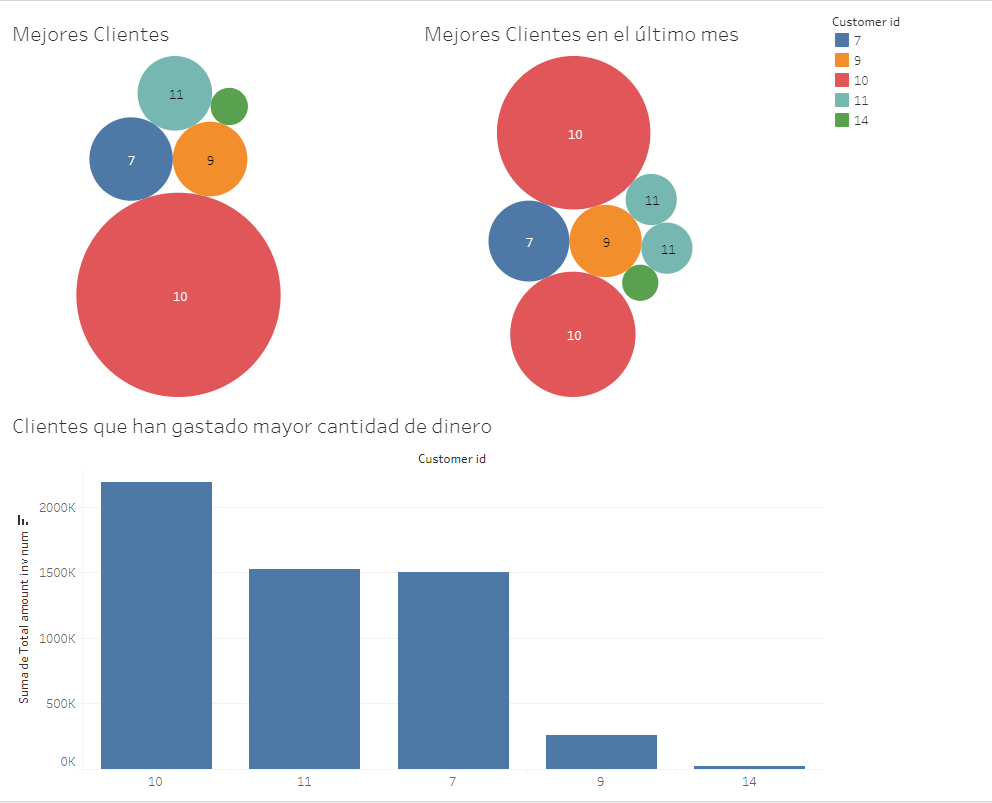 Mejores Clientes
11
7
9
10
Mejores Clientes en el último mes
10
11
7
9
11
10
Customer id
7
9
10
11
14
Clientes que han gastado mayor cantidad de dinero
Customer id
Suma de Total amount inv num
2000K
1500K
1000K
500K
0K
10
11
7
9
14